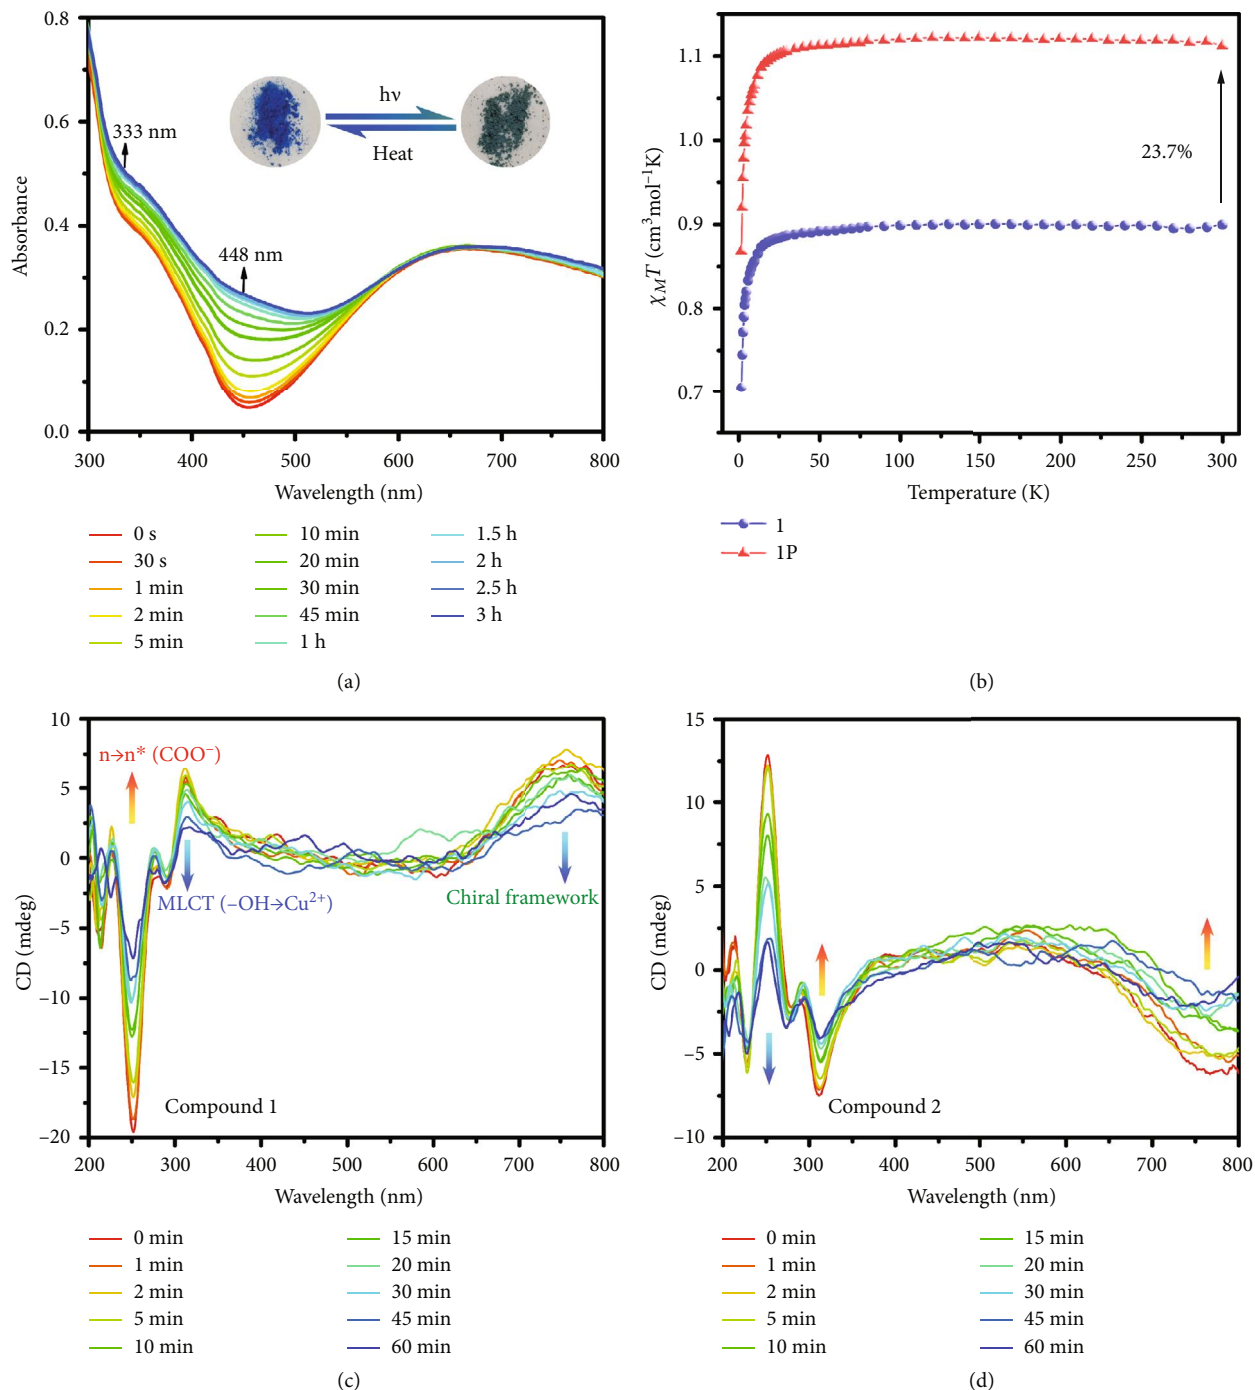 0.8
0.6
0.4
0.2
0.0
Absorbance
333 nm
448 nm
hν
Heat
300 400 500 600 700 800
Wavelength (nm)
0 s
30 s
1 min
2 min
5 min
10 min
20 min
30 min
45 min
1 h
1.5 h
2 h
2.5 h
3 h
(a)
1.1
1.0
0.9
0.8
0.7
χMT (cm³mol⁻¹K)
23.7%
0 50 100 150 200 250 300
Temperature (K)
1
1P
(b)
10
5
0
−5
−10
−15
−20
CD (mdeg)
n→n* (COO⁻)
MLCT (–OH→Cu²⁺)
Chiral framework
Compound 1
200 300 400 500 600 700 800
Wavelength (nm)
0 min
1 min
2 min
5 min
10 min
15 min
20 min
30 min
45 min
60 min
(c)
15
10
5
0
−5
−10
CD (mdeg)
Compound 2
200 300 400 500 600 700 800
Wavelength (nm)
0 min
1 min
2 min
5 min
10 min
15 min
20 min
30 min
45 min
60 min
(d)